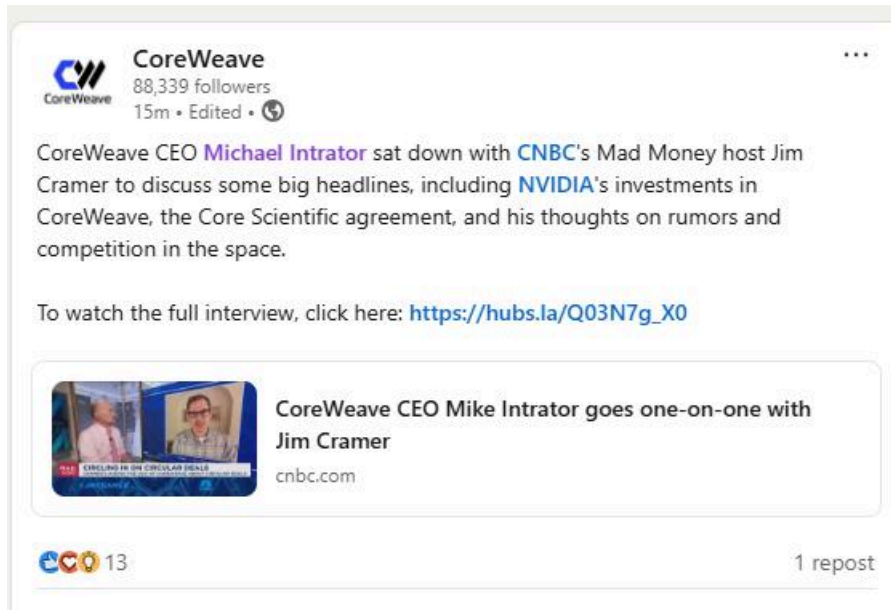 CoreWeave
CoreWeave
88,339 followers
15m • Edited •
CoreWeave CEO Michael Intrator sat down with CNBC's Mad Money host Jim
Cramer to discuss some big headlines, including NVIDIA's investments in
CoreWeave, the Core Scientific agreement, and his thoughts on rumors and
competition in the space.
To watch the full interview, click here: https://hubs.la/Q03N7g_X0
CIRCLING IN ON CIRCULAR DEALS
CoreWeave CEO Mike Intrator goes one-on-one with
Jim Cramer
cnbc.com
13
1 repost